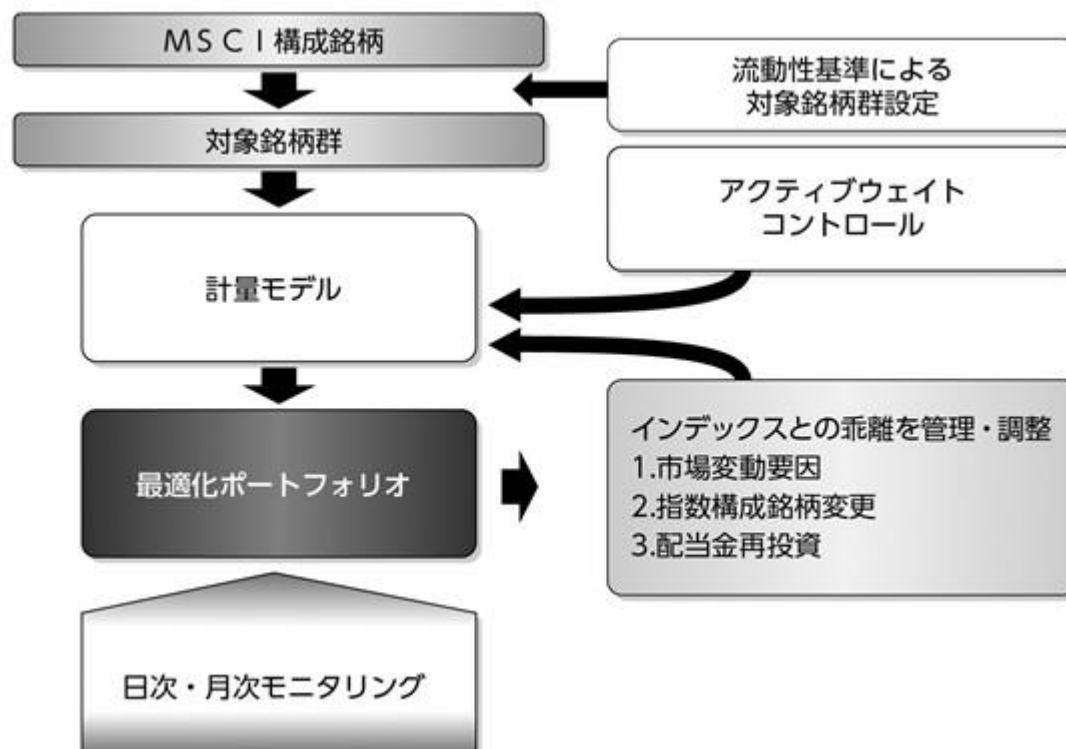 MSCI構成銘柄
流動性基準による
対象銘柄群設定
対象銘柄群
アクティブウェイト
コントロール
計量モデル
最適化ポートフォリオ
インデックスとの乖離を管理・調整
1.市場変動要因
2.指数構成銘柄変更
3.配当金再投資
日次・月次モニタリング